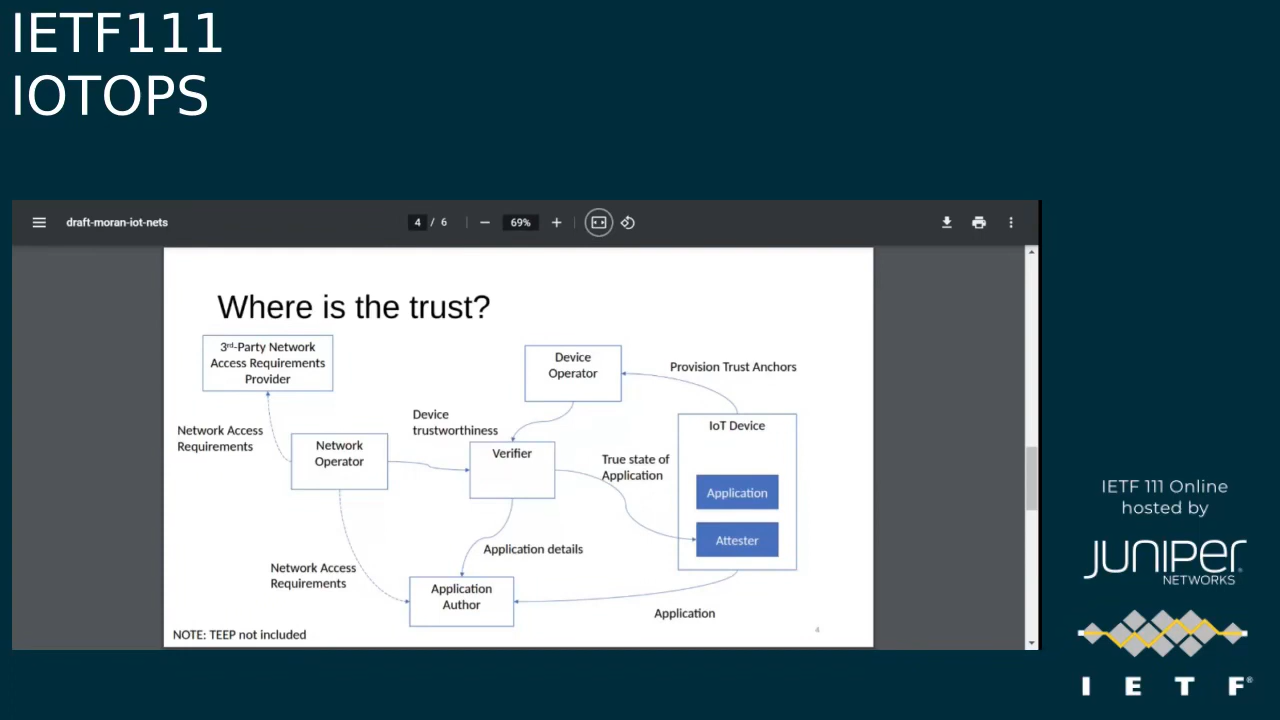 IETF111
IOTOPS
draft-moran-iot-nets
4 / 6
69%
Where is the trust?
3rd-Party Network
Access Requirements
Provider
Device
Operator
Provision Trust Anchors
Network Access
Requirements
Network
Operator
Device
trustworthiness
Verifier
True state of
Application
IoT Device
Application
Attester
Application details
Network Access
Requirements
Application
Author
Application
NOTE: TEEP not included
4
IETF 111 Online
hosted by
JUNIPER
NETWORKS
I E T F®